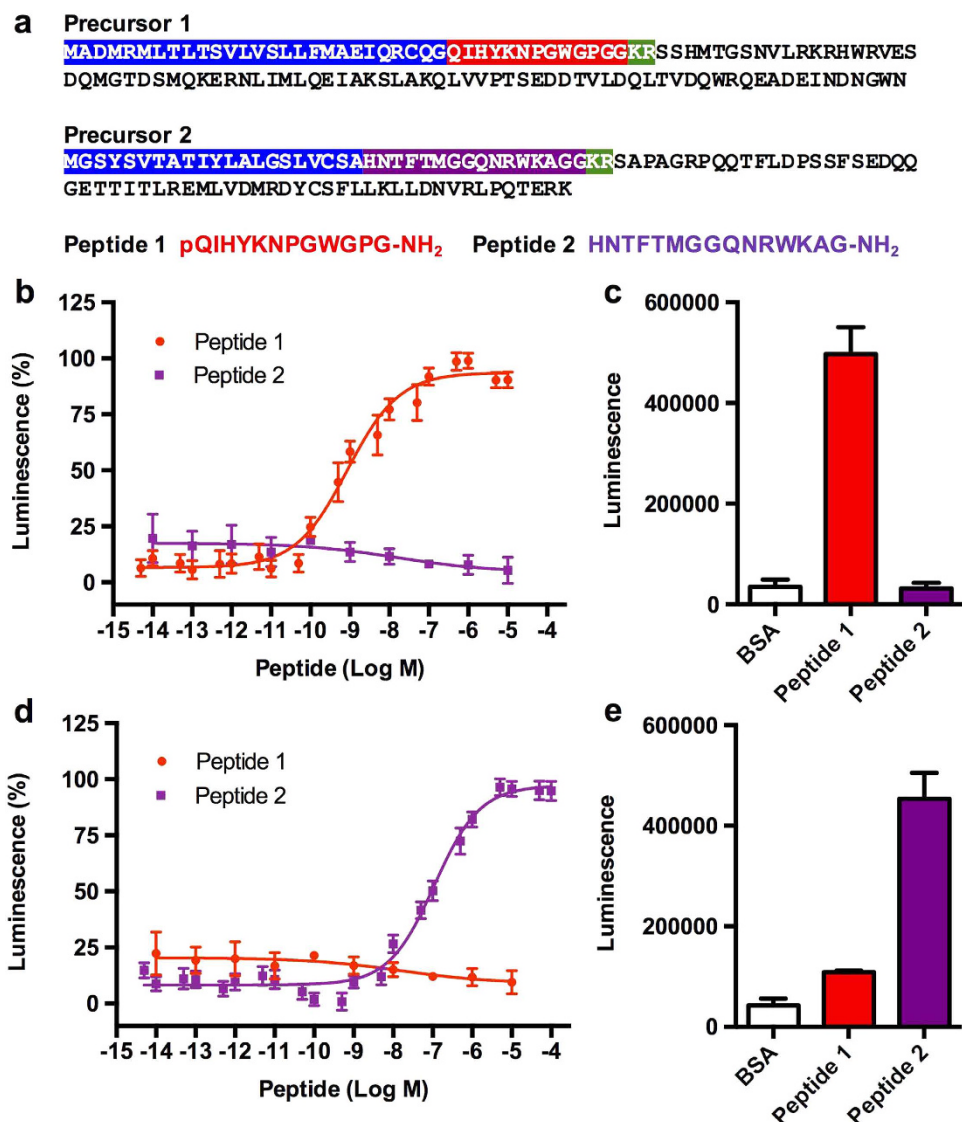 a
Precursor 1
MADMRMLTLTSVLVSLLFMAEIQRCQGQIHYKNPGWGPGGKRSSHMTGSNVLRKRHWRVES
DQMGTDSMQKERNLIMLQEIAKSLAKQLVVPTSEDDTVLDQLTVDQWRQEADEINDNGWN
Precursor 2
MGSYSVTATIYLALGSLVCSAHNTFTMGGQNRWKAGGKRSAPAGRPQQTFLDPSSFSEDQQ
GETTITLREMLVDMRDYCSFLLKLLDNVRLPQTERK
Peptide 1 pQIHYKNPGWGPG-NH2 Peptide 2 HNTFTMGGQNRWKAG-NH2
b
Luminescence (%)
125
100
75
50
25
0
Peptide 1
Peptide 2
-15 -14 -13 -12 -11 -10 -9 -8 -7 -6 -5 -4
Peptide (Log M)
c
Luminescence
600000
400000
200000
0
BSA
Peptide 1
Peptide 2
d
Luminescence (%)
125
100
75
50
25
0
Peptide 1
Peptide 2
-15 -14 -13 -12 -11 -10 -9 -8 -7 -6 -5 -4
Peptide (Log M)
e
Luminescence
600000
400000
200000
0
BSA
Peptide 1
Peptide 2